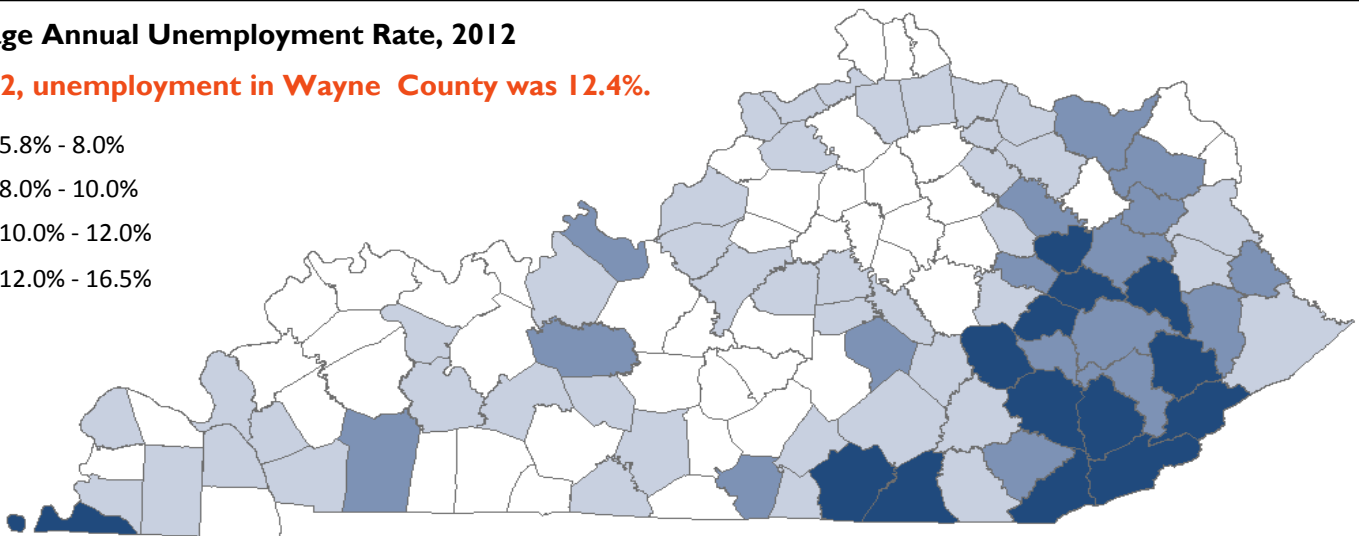 ge Annual Unemployment Rate, 2012
2, unemployment in Wayne County was 12.4%.
5.8% - 8.0%
8.0% - 10.0%
10.0% - 12.0%
12.0% - 16.5%